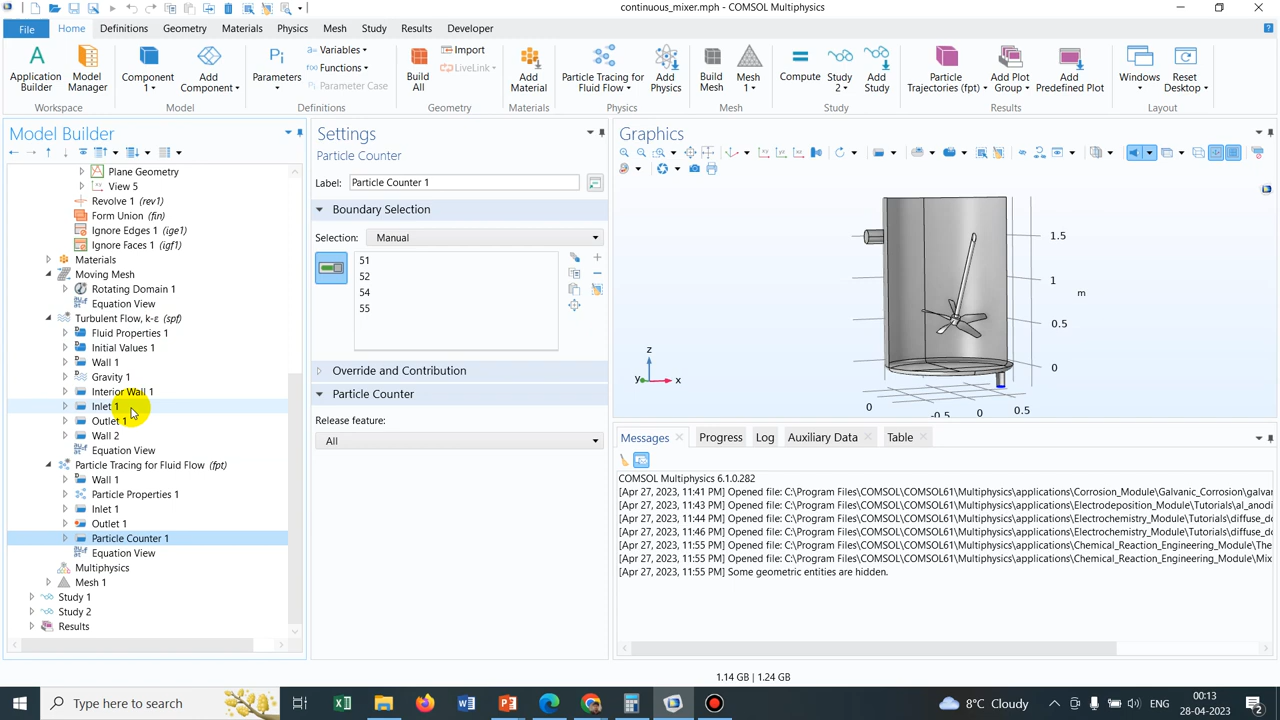 continuous_mixer.mph - COMSOL Multiphysics
File
Home
Definitions
Geometry
Materials
Physics
Mesh
Study
Results
Developer
Application Builder
Model Manager
Workspace
Component 1
Add Component
Model
Parameters
Variables
Functions
Parameter Case
Definitions
Build All
Import
LiveLink
Geometry
Add Material
Materials
Particle Tracing for Fluid Flow
Add Physics
Physics
Build Mesh
Mesh 1
Mesh
Compute
Study 2
Add Study
Study
Particle Trajectories (fpt)
Add Plot Group
Add Predefined Plot
Results
Windows
Reset Desktop
Layout
Model Builder
Plane Geometry
View 5
Revolve 1 (rev1)
Form Union (fin)
Ignore Edges 1 (ige1)
Ignore Faces 1 (igf1)
Materials
Moving Mesh
Rotating Domain 1
Equation View
Turbulent Flow, k-ε (spf)
Fluid Properties 1
Initial Values 1
Wall 1
Gravity 1
Interior Wall 1
Inlet 1
Outlet 1
Wall 2
Equation View
Particle Tracing for Fluid Flow (fpt)
Wall 1
Particle Properties 1
Inlet 1
Outlet 1
Particle Counter 1
Equation View
Multiphysics
Mesh 1
Study 1
Study 2
Results
Settings
Particle Counter
Label: Particle Counter 1
Boundary Selection
Selection: Manual
51
52
54
55
Override and Contribution
Particle Counter
Release feature:
All
Graphics
1.5
1
m
0.5
0
0
-0.5
0.5
z
y
x
Messages
Progress
Log
Auxiliary Data
Table
COMSOL Multiphysics 6.1.0.282
[Apr 27, 2023, 11:41 PM] Opened file: C:\Program Files\COMSOL\COMSOL61\Multiphysics\applications\Corrosion_Module\Galvanic_Corrosion\galva
[Apr 27, 2023, 11:43 PM] Opened file: C:\Program Files\COMSOL\COMSOL61\Multiphysics\applications\Electrodeposition_Module\Tutorials\al_anodi
[Apr 27, 2023, 11:44 PM] Opened file: C:\Program Files\COMSOL\COMSOL61\Multiphysics\applications\Electrochemistry_Module\Tutorials\diffuse_do
[Apr 27, 2023, 11:46 PM] Opened file: C:\Program Files\COMSOL\COMSOL61\Multiphysics\applications\Electrochemistry_Module\Tutorials\diffuse_do
[Apr 27, 2023, 11:55 PM] Opened file: C:\Program Files\COMSOL\COMSOL61\Multiphysics\applications\Chemical_Reaction_Engineering_Module\The
[Apr 27, 2023, 11:55 PM] Opened file: C:\Program Files\COMSOL\COMSOL61\Multiphysics\applications\Chemical_Reaction_Engineering_Module\Mix
[Apr 27, 2023, 11:55 PM] Some geometric entities are hidden.
1.14 GB | 1.24 GB
Type here to search
8°C Cloudy
ENG
00:13
28-04-2023